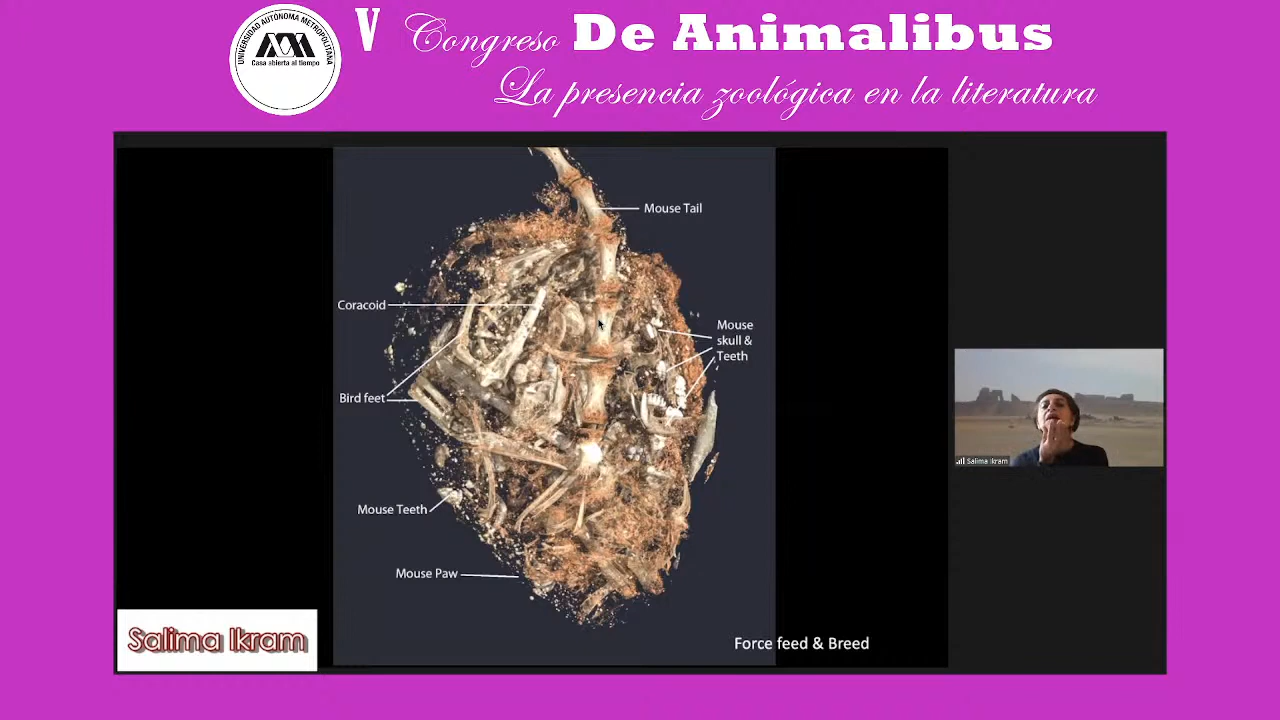 UNIVERSIDAD AUTÓNOMA METROPOLITANA
Casa abierta al tiempo
V Congreso De Animalibus
La presencia zoológica en la literatura
Mouse Tail
Coracoid
Mouse
skull &
Teeth
Bird feet
Mouse Teeth
Mouse Paw
Force feed & Breed
Salima Ikram
Salima Ikram